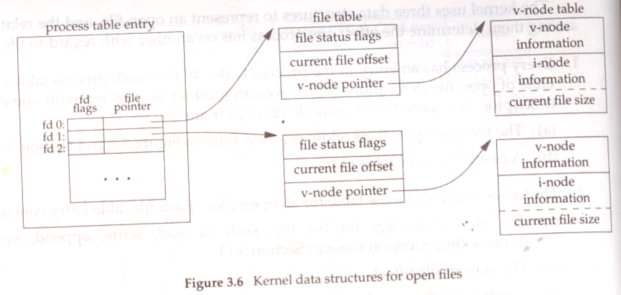 process table entry
fd
flags
file
pointer
fd 0:
fd 1:
fd 2:
. . .
file table
file status flags
current file offset
v-node pointer
file status flags
current file offset
v-node pointer
v-node table
v-node
information
i-node
information
current file size
v-node
information
i-node
information
current file size
Figure 3.6 Kernel data structures for open files